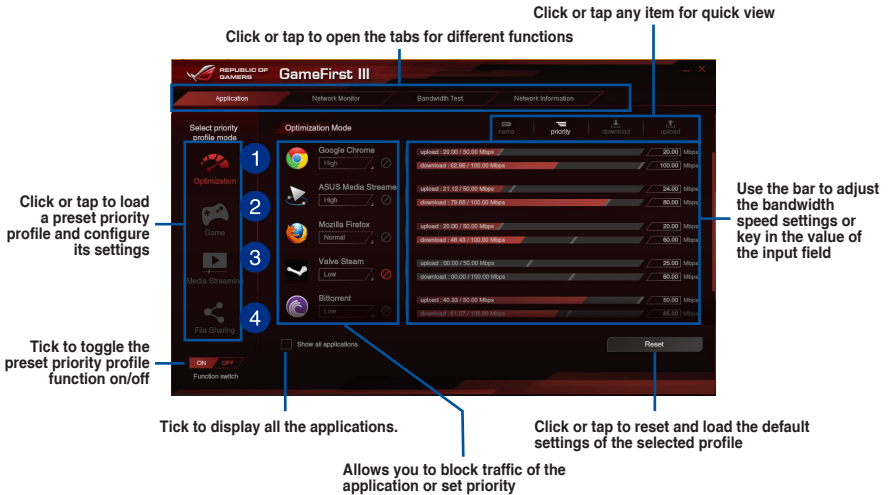 Click or tap any item for quick view
Click or tap to open the tabs for different functions
REPUBLIC OF
GAMERS
GameFirst III
Application
Network Monitor
Bandwidth Test
Network Information
Select priority
profile mode
Optimization Mode
name
priority
download
upload
1
Optimization
2
Game
3
Media Streaming
4
File Sharing
Google Chrome
High
upload : 20.00 / 50.00 Mbps
20.00 Mbps
download : 62.86 / 100.00 Mbps
100.00 Mbps
ASUS Media Streame
High
upload : 21.12 / 50.00 Mbps
24.00 Mbps
download : 79.65 / 100.00 Mbps
80.00 Mbps
Mozilla Firefox
Normal
upload : 20.00 / 50.00 Mbps
20.00 Mbps
download : 48.43 / 100.00 Mbps
60.00 Mbps
Valve Steam
Low
upload : 00.00 / 50.00 Mbps
25.00 Mbps
download : 00.00 / 100.00 Mbps
60.00 Mbps
Bittorrent
Low
upload : 40.33 / 50.00 Mbps
50.00 Mbps
download : 61.07 / 100.00 Mbps
65.00 Mbps
ON OFF
Function switch
Show all applications
Reset
Click or tap to load
a preset priority
profile and configure
its settings
Use the bar to adjust
the bandwidth
speed settings or
key in the value of
the input field
Tick to toggle the
preset priority profile
function on/off
Tick to display all the applications.
Click or tap to reset and load the default
settings of the selected profile
Allows you to block traffic of the
application or set priority